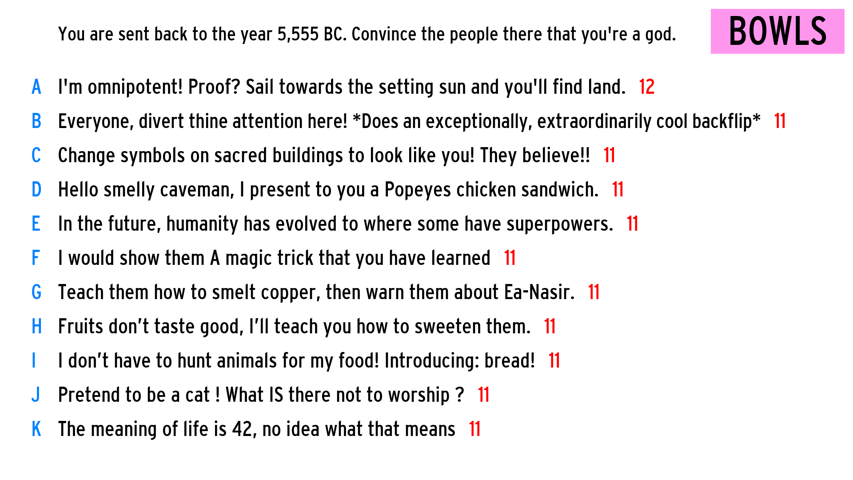 You are sent back to the year 5,555 BC. Convince the people there that you're a god.
BOWLS
A I'm omnipotent! Proof? Sail towards the setting sun and you'll find land. 12
B Everyone, divert thine attention here! *Does an exceptionally, extraordinarily cool backflip* 11
C Change symbols on sacred buildings to look like you! They believe!! 11
D Hello smelly caveman, I present to you a Popeyes chicken sandwich. 11
E In the future, humanity has evolved to where some have superpowers. 11
F I would show them A magic trick that you have learned 11
G Teach them how to smelt copper, then warn them about Ea-Nasir. 11
H Fruits don’t taste good, I’ll teach you how to sweeten them. 11
I I don’t have to hunt animals for my food! Introducing: bread! 11
J Pretend to be a cat ! What IS there not to worship ? 11
K The meaning of life is 42, no idea what that means 11